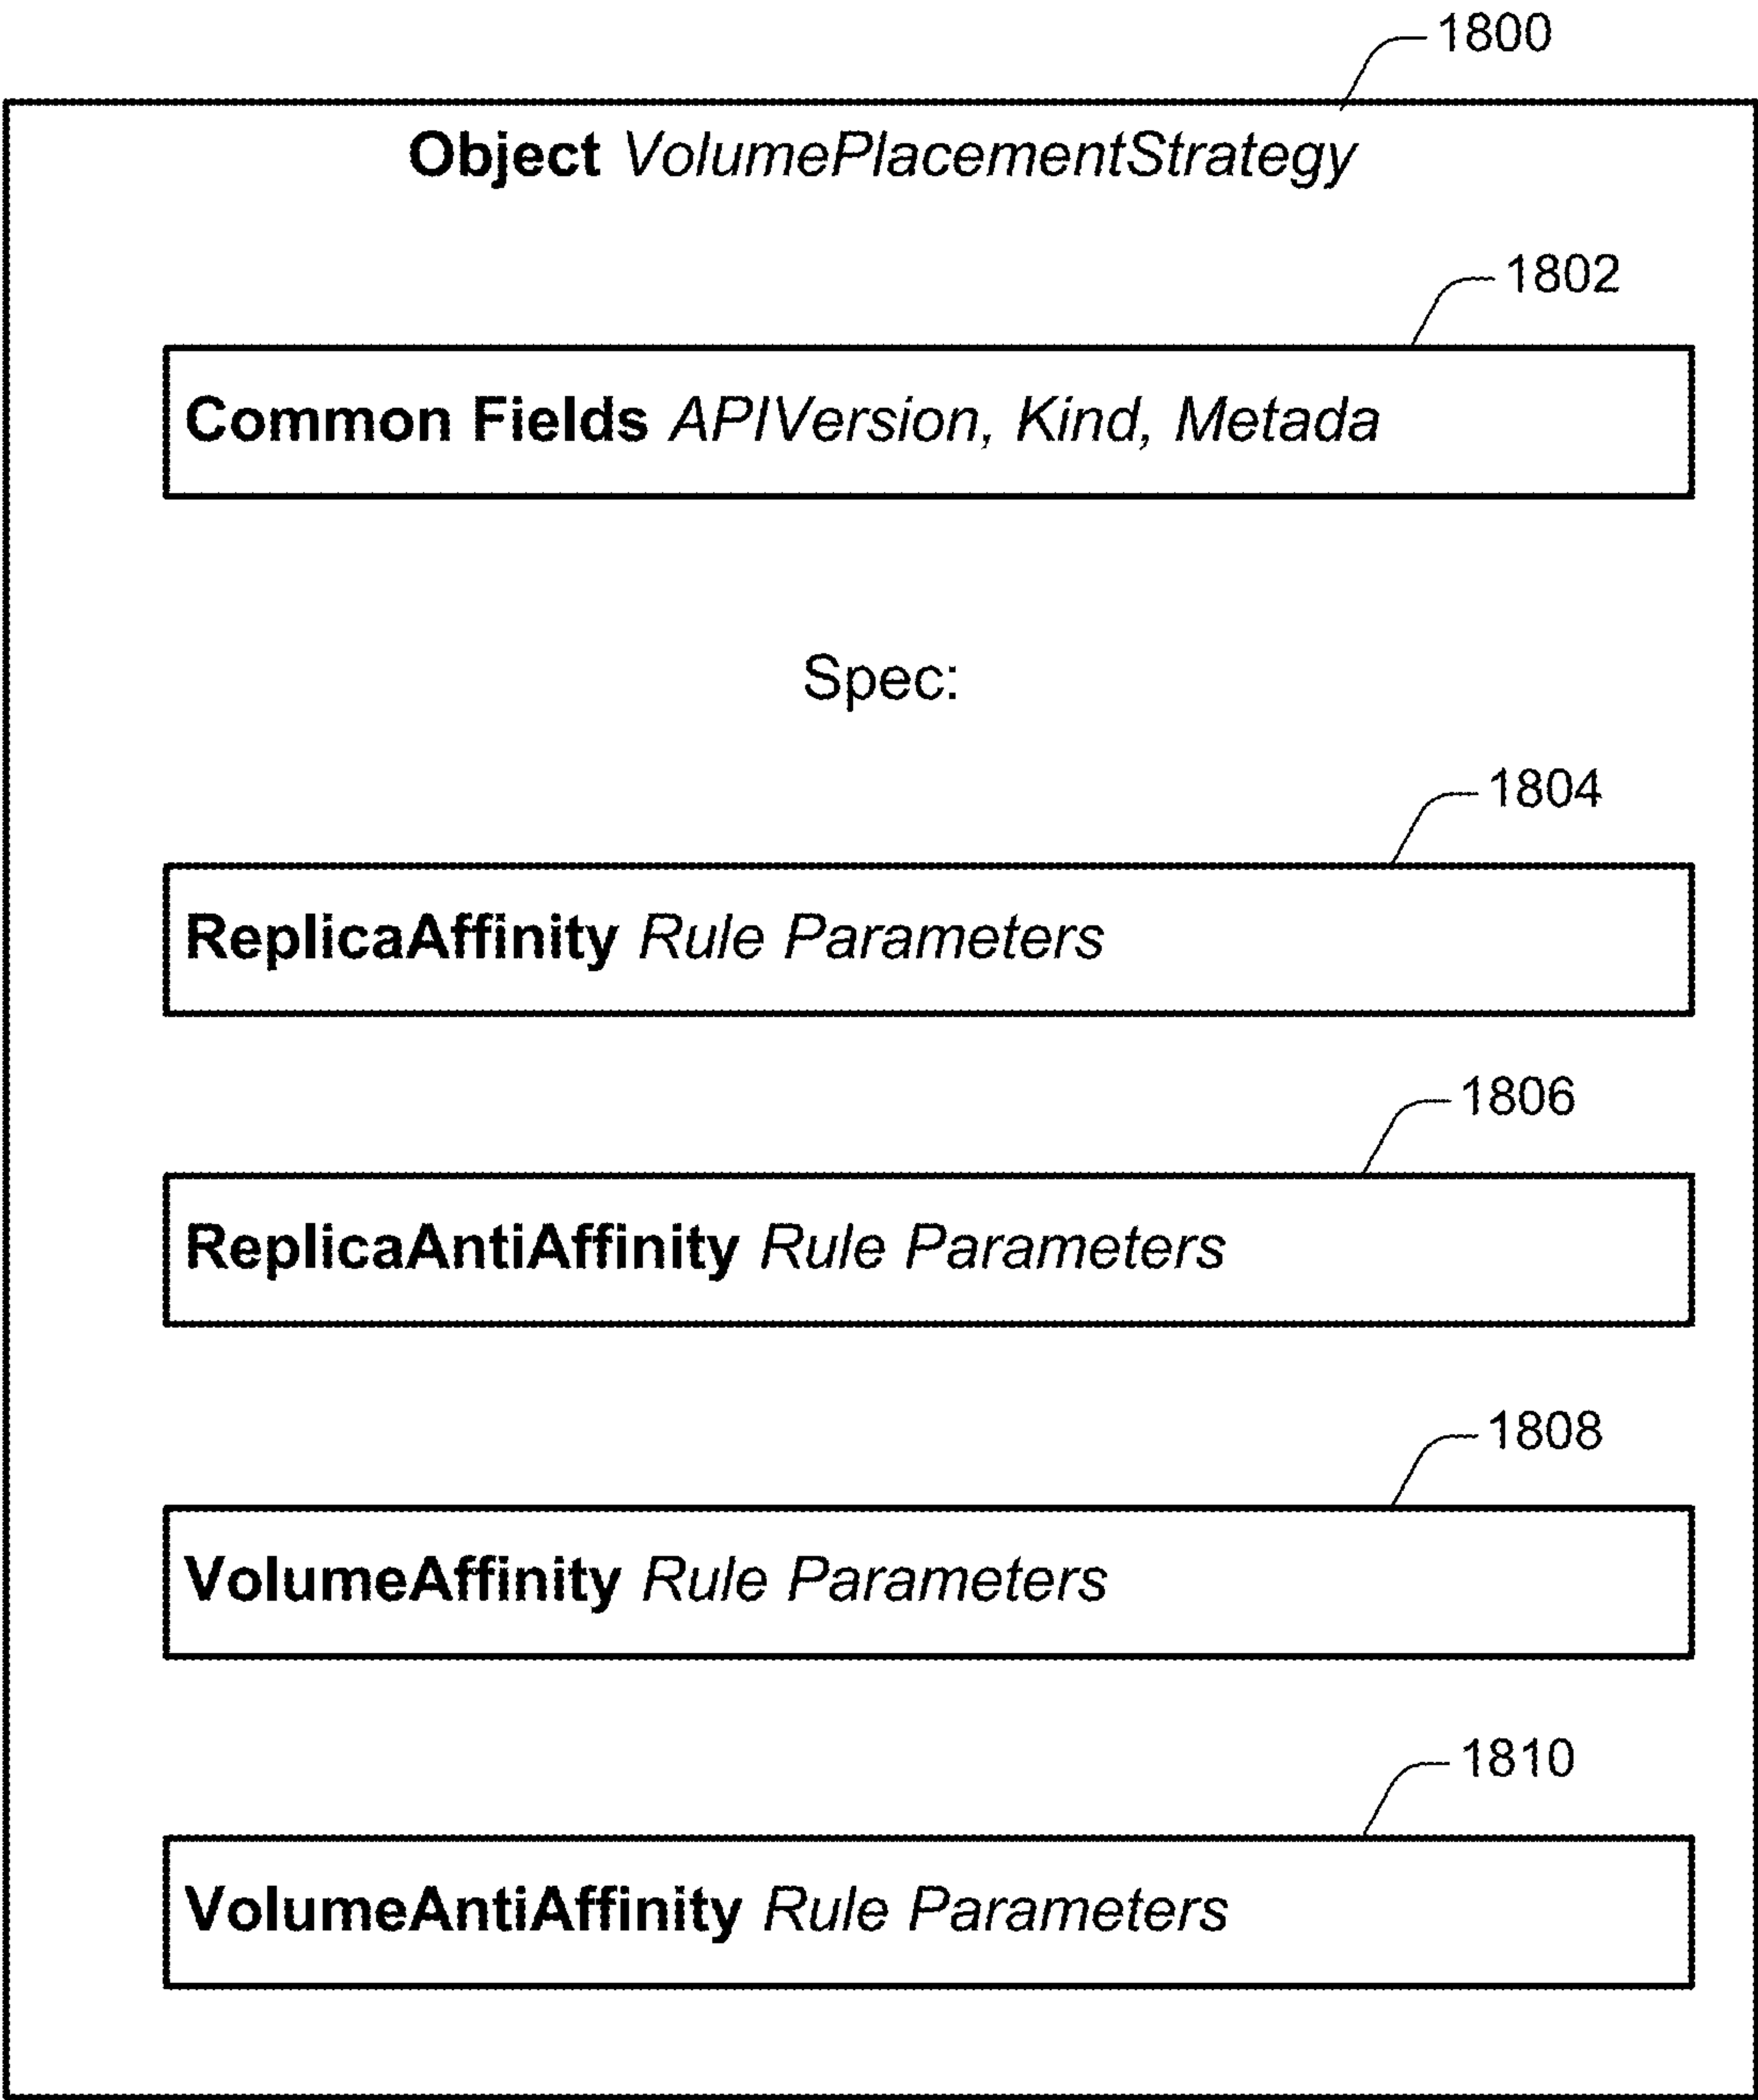 1800
Object VolumePlacementStrategy
1802
Common Fields APIVersion, Kind, Metada
Spec:
1804
ReplicaAffinity Rule Parameters
1806
ReplicaAntiAffinity Rule Parameters
1808
VolumeAffinity Rule Parameters
1810
VolumeAntiAffinity Rule Parameters